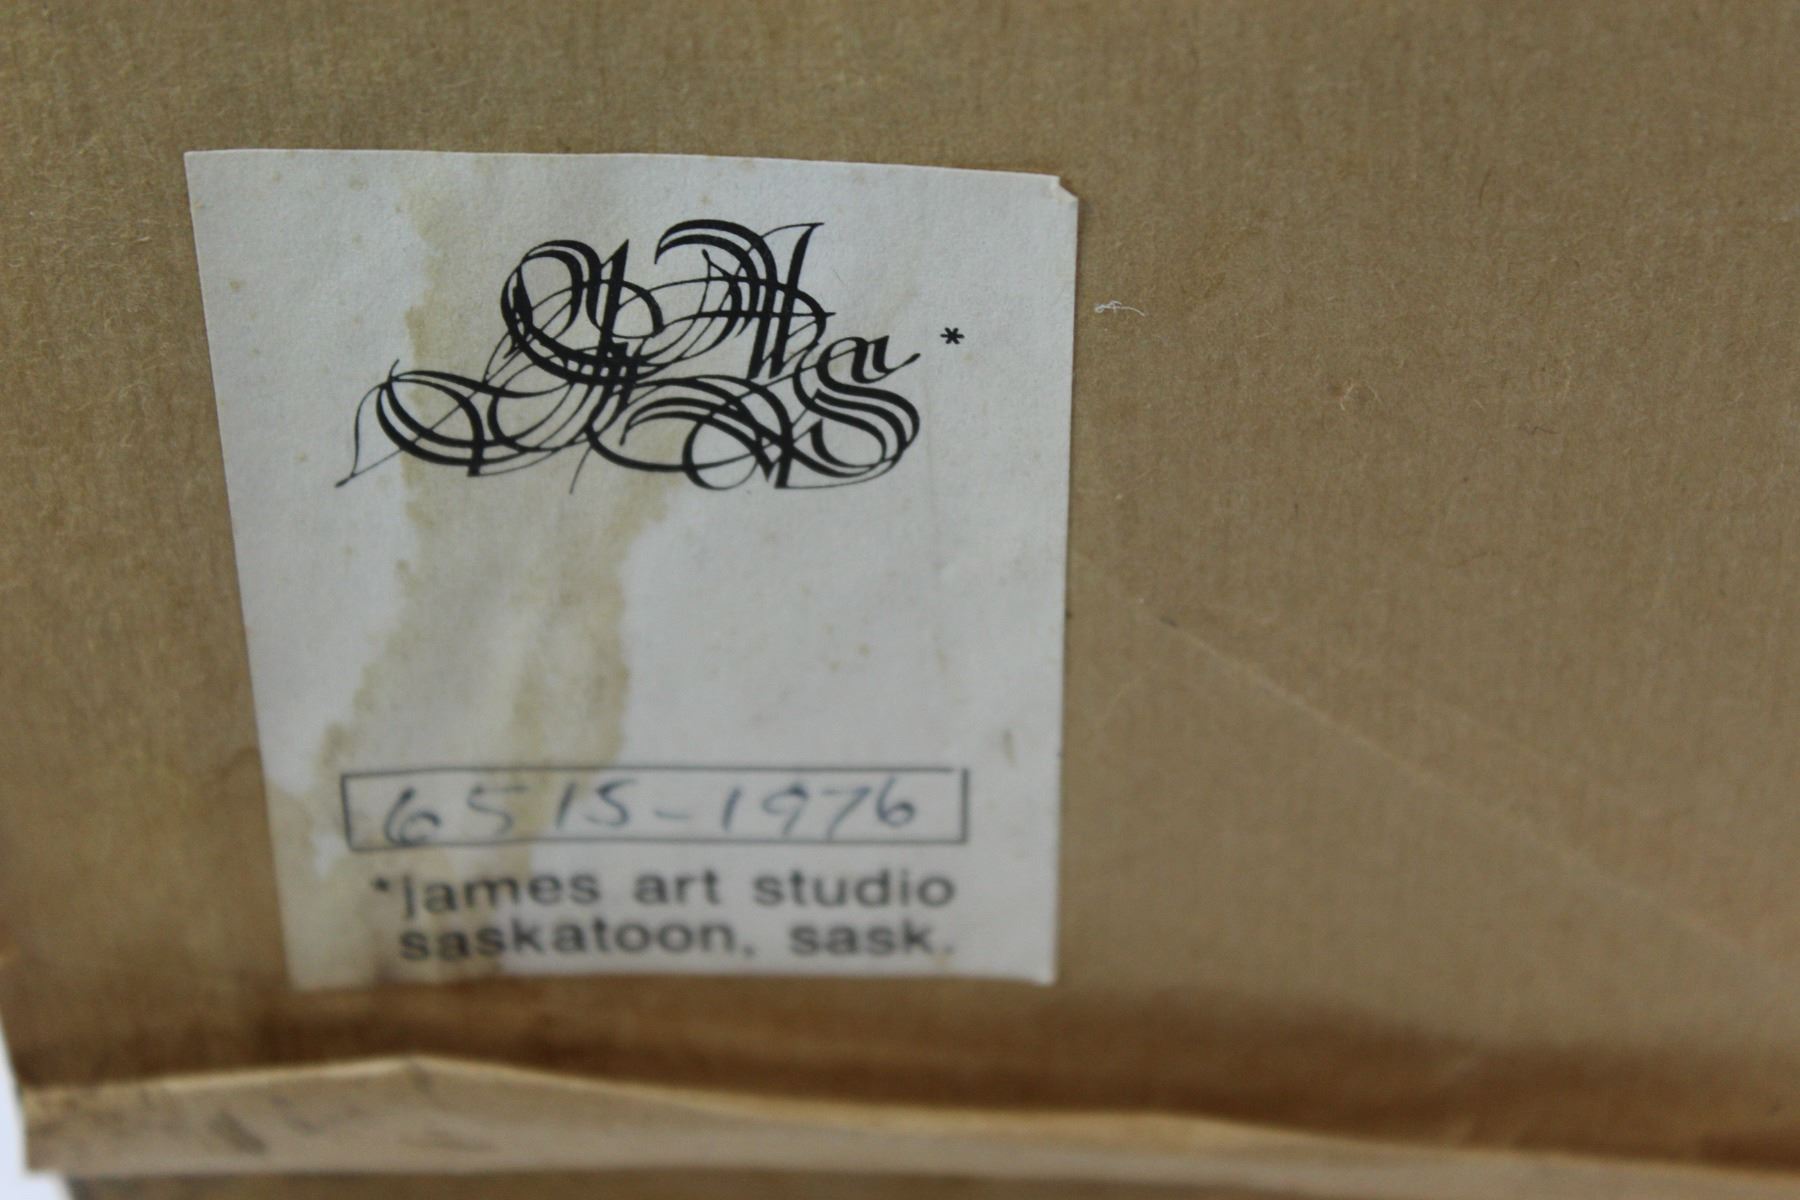 *
6515-1976
*james art studio
saskatoon, sask.